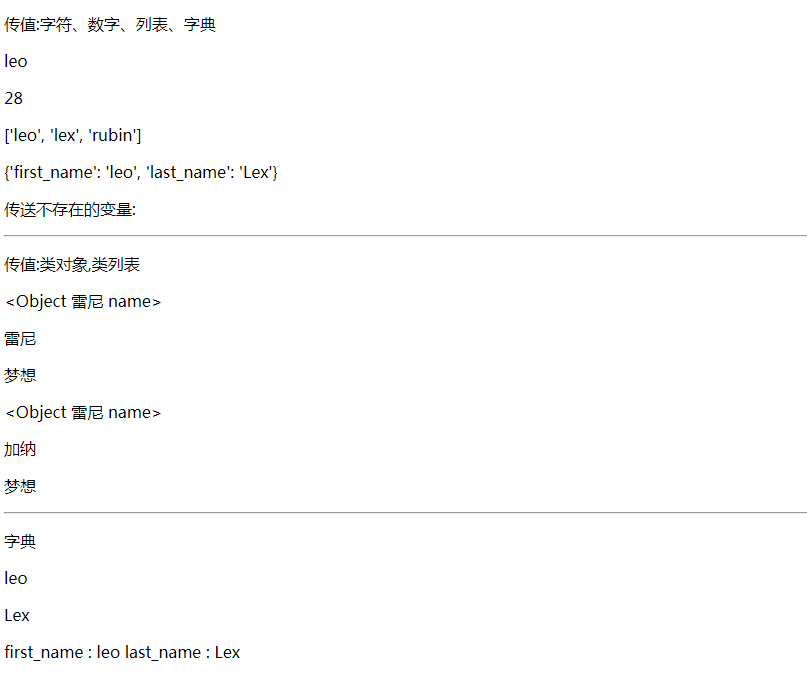 传值:字符、数字、列表、字典
leo
28
['leo', 'lex', 'rubin']
{'first_name': 'leo', 'last_name': 'Lex'}
传送不存在的变量:
传值:类对象,类列表
<Object 雷尼 name>
雷尼
梦想
<Object 雷尼 name>
加纳
梦想
字典
leo
Lex
first_name : leo last_name : Lex